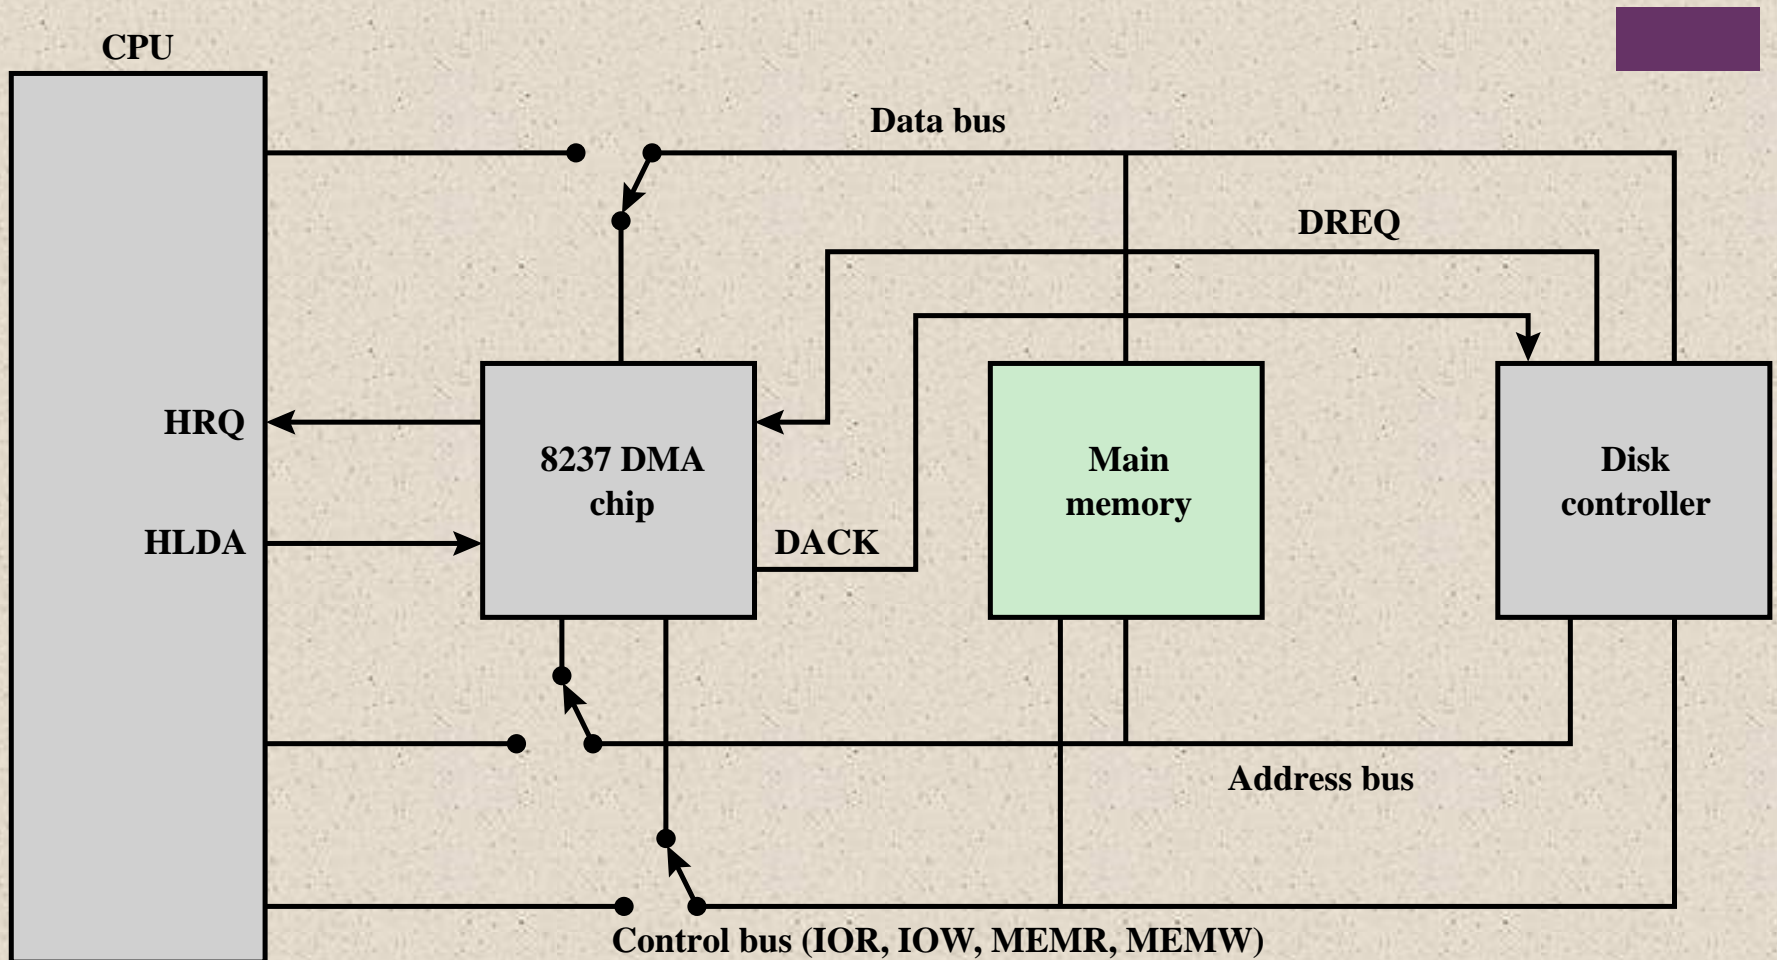 CPU
Data bus
DREQ
HRQ
8237 DMA
chip
Main
memory
Disk
controller
HLDA
DACK
Address bus
Control bus (IOR, IOW, MEMR, MEMW)